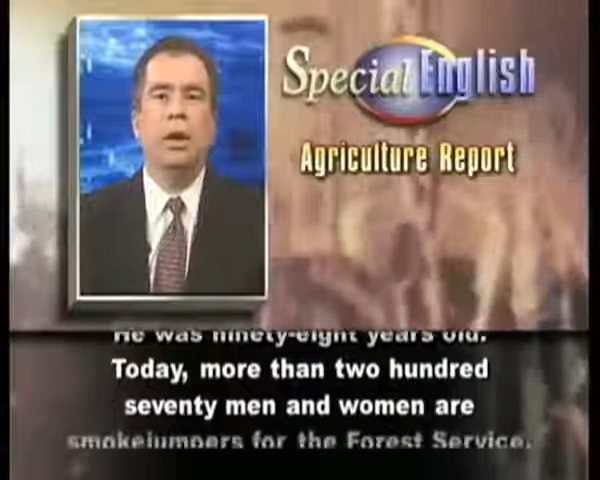 Special English
Agriculture Report
He was ninety-eight years old.
Today, more than two hundred
seventy men and women are
smokejumpers for the Forest Service.